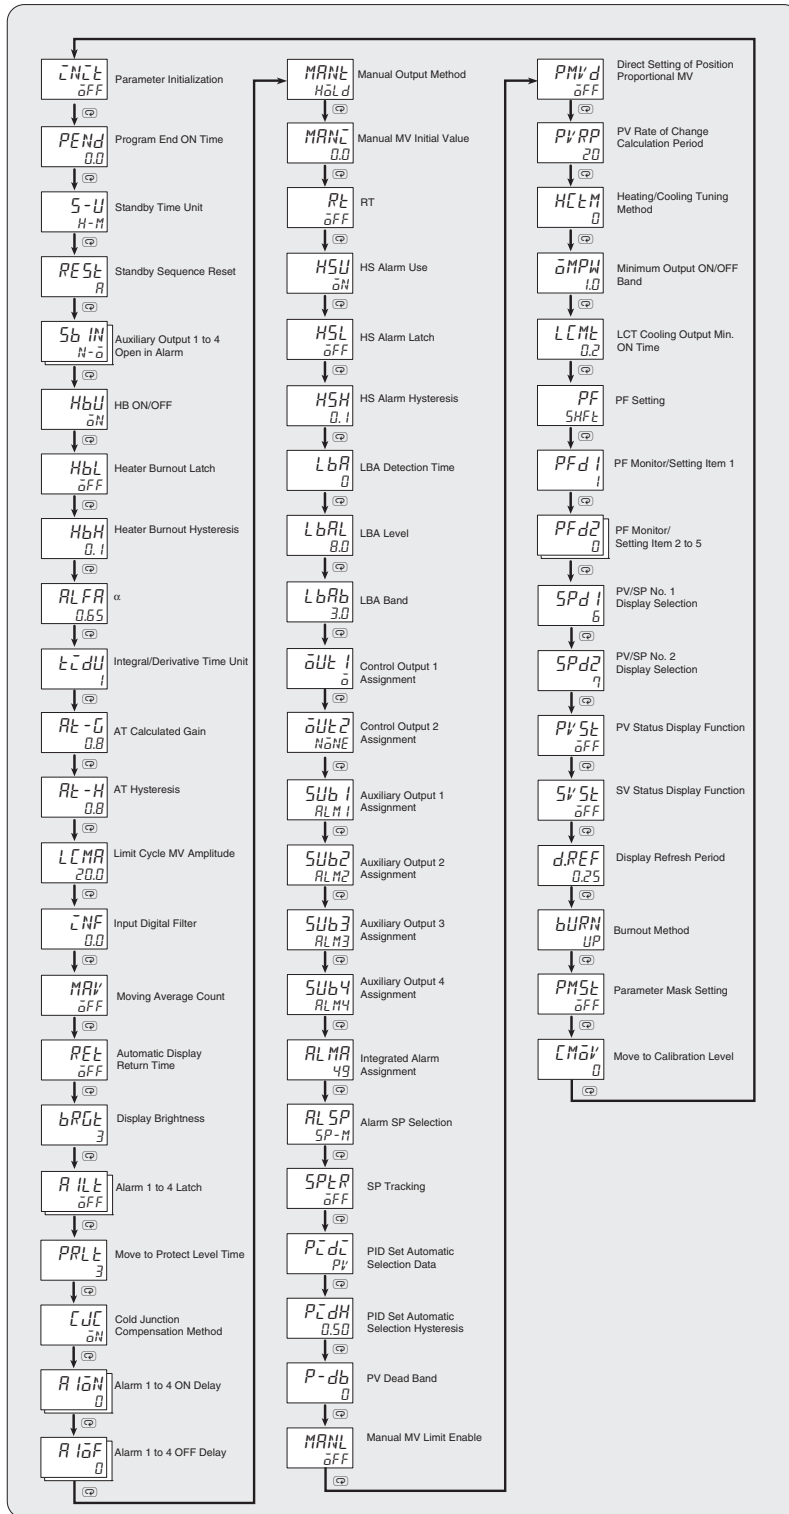 INIT
OFF
Parameter Initialization
PEND
0.0
Program End ON Time
S-U
H-M
Standby Time Unit
REST
A
Standby Sequence Reset
Sb1N
N-O
Auxiliary Output 1 to 4
Open in Alarm
HbU
ON
HB ON/OFF
HbL
OFF
Heater Burnout Latch
HbH
0.1
Heater Burnout Hysteresis
ALFA
0.65
α
TIDU
1
Integral/Derivative Time Unit
AT-G
0.8
AT Calculated Gain
AT-H
0.8
AT Hysteresis
LCMA
20.0
Limit Cycle MV Amplitude
INF
0.0
Input Digital Filter
MAV
OFF
Moving Average Count
RET
OFF
Automatic Display
Return Time
bRGT
3
Display Brightness
A1LT
OFF
Alarm 1 to 4 Latch
PRLT
3
Move to Protect Level Time
CJC
ON
Cold Junction
Compensation Method
A1ON
0
Alarm 1 to 4 ON Delay
A1OF
0
Alarm 1 to 4 OFF Delay
MANT
HOLD
Manual Output Method
MANI
0.0
Manual MV Initial Value
RT
OFF
RT
HSU
ON
HS Alarm Use
HSL
OFF
HS Alarm Latch
HSH
0.1
HS Alarm Hysteresis
LbA
0
LBA Detection Time
LbAL
8.0
LBA Level
LbAb
3.0
LBA Band
OUT1
O
Control Output 1
Assignment
OUT2
NONE
Control Output 2
Assignment
SUb1
ALM1
Auxiliary Output 1
Assignment
SUb2
ALM2
Auxiliary Output 2
Assignment
SUb3
ALM3
Auxiliary Output 3
Assignment
SUb4
ALM4
Auxiliary Output 4
Assignment
ALMA
49
Integrated Alarm
Assignment
ALSP
SP-M
Alarm SP Selection
SPTR
OFF
SP Tracking
PIDI
PV
PID Set Automatic
Selection Data
PIDH
0.50
PID Set Automatic
Selection Hysteresis
P-db
0
PV Dead Band
MANL
OFF
Manual MV Limit Enable
PMVd
OFF
Direct Setting of Position
Proportional MV
PVRP
20
PV Rate of Change
Calculation Period
HCTM
0
Heating/Cooling Tuning
Method
OMPW
1.0
Minimum Output ON/OFF
Band
LCMT
0.2
LCT Cooling Output Min.
ON Time
PF
SHFT
PF Setting
PFd1
1
PF Monitor/Setting Item 1
PFd2
0
PF Monitor/
Setting Item 2 to 5
SPd1
6
PV/SP No. 1
Display Selection
SPd2
7
PV/SP No. 2
Display Selection
PVST
OFF
PV Status Display Function
SVST
OFF
SV Status Display Function
d.REF
0.25
Display Refresh Period
bURN
UP
Burnout Method
PMST
OFF
Parameter Mask Setting
CMOV
0
Move to Calibration Level